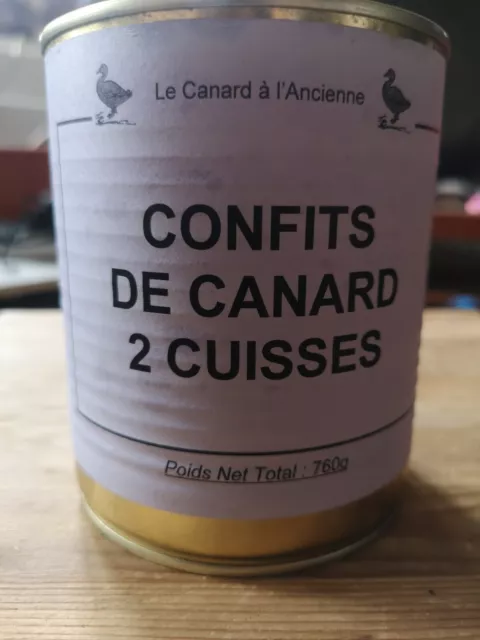 Le Canard à l'Ancienne
CONFITS
DE CANARD
2 CUISSES
Poids Net Total : 760g